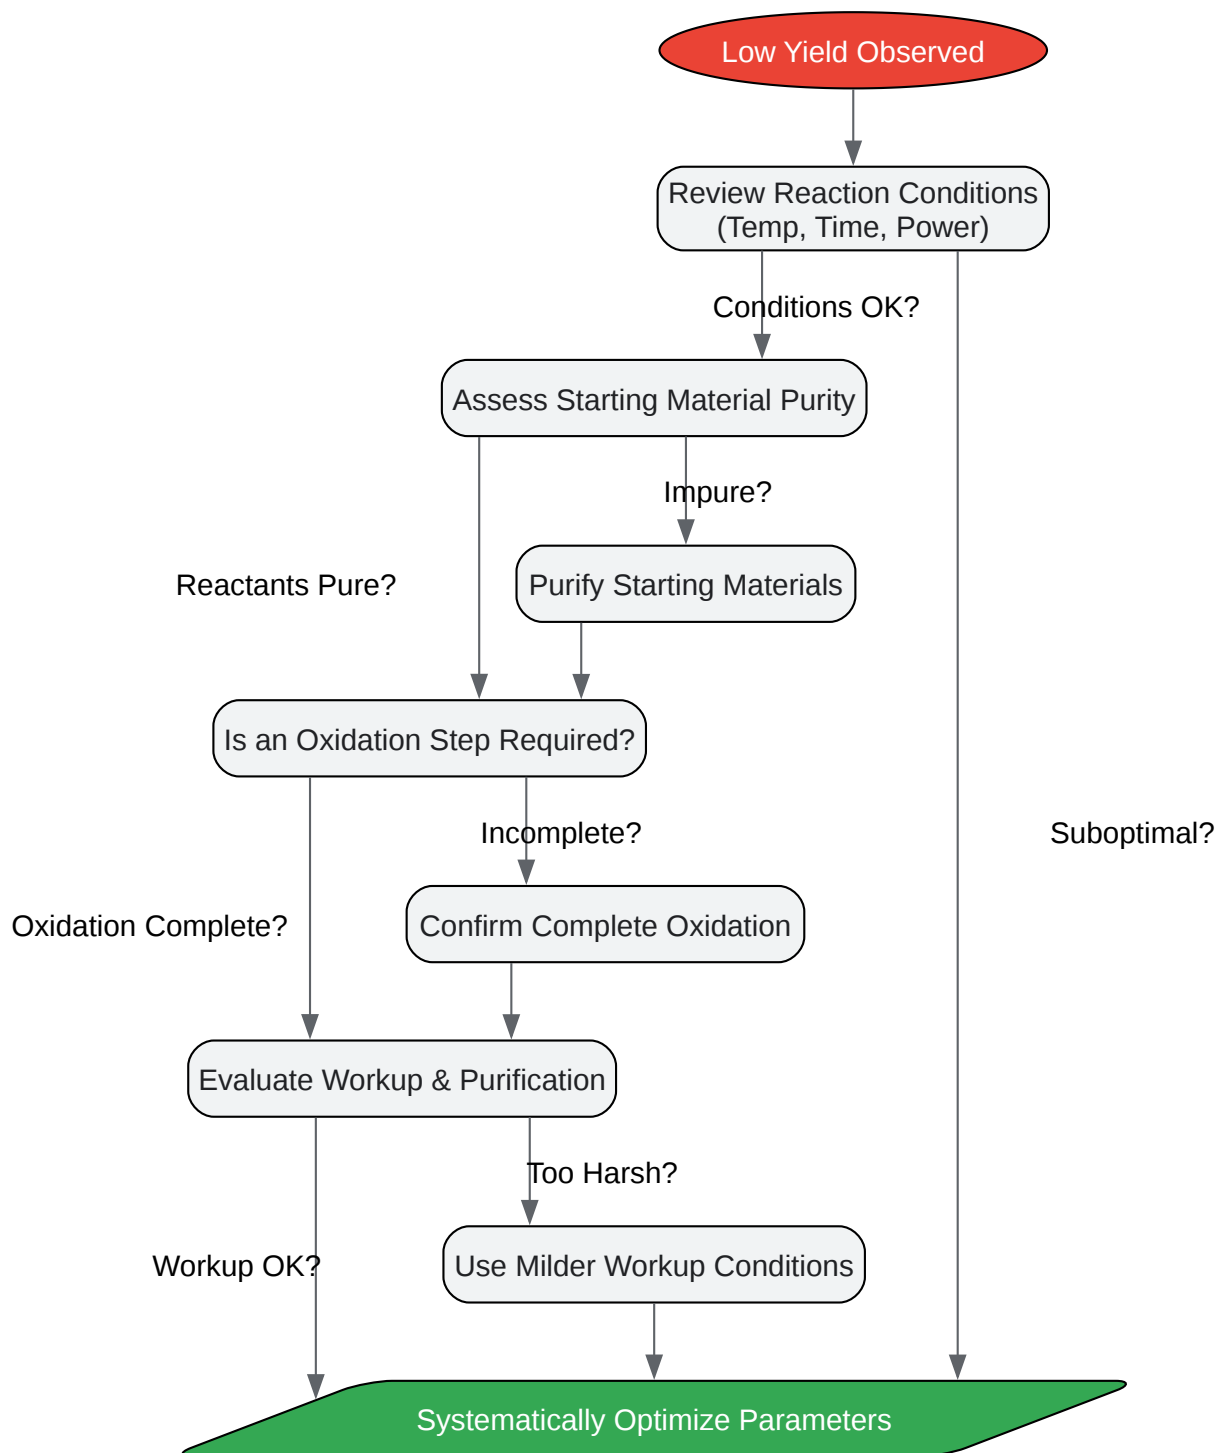 Low Yield Observed
Review Reaction Conditions
(Temp, Time, Power)
Conditions OK?
Assess Starting Material Purity
Impure?
Reactants Pure?
Purify Starting Materials
Is an Oxidation Step Required?
Incomplete?
Suboptimal?
Oxidation Complete?
Confirm Complete Oxidation
Evaluate Workup & Purification
Too Harsh?
Workup OK?
Use Milder Workup Conditions
Systematically Optimize Parameters